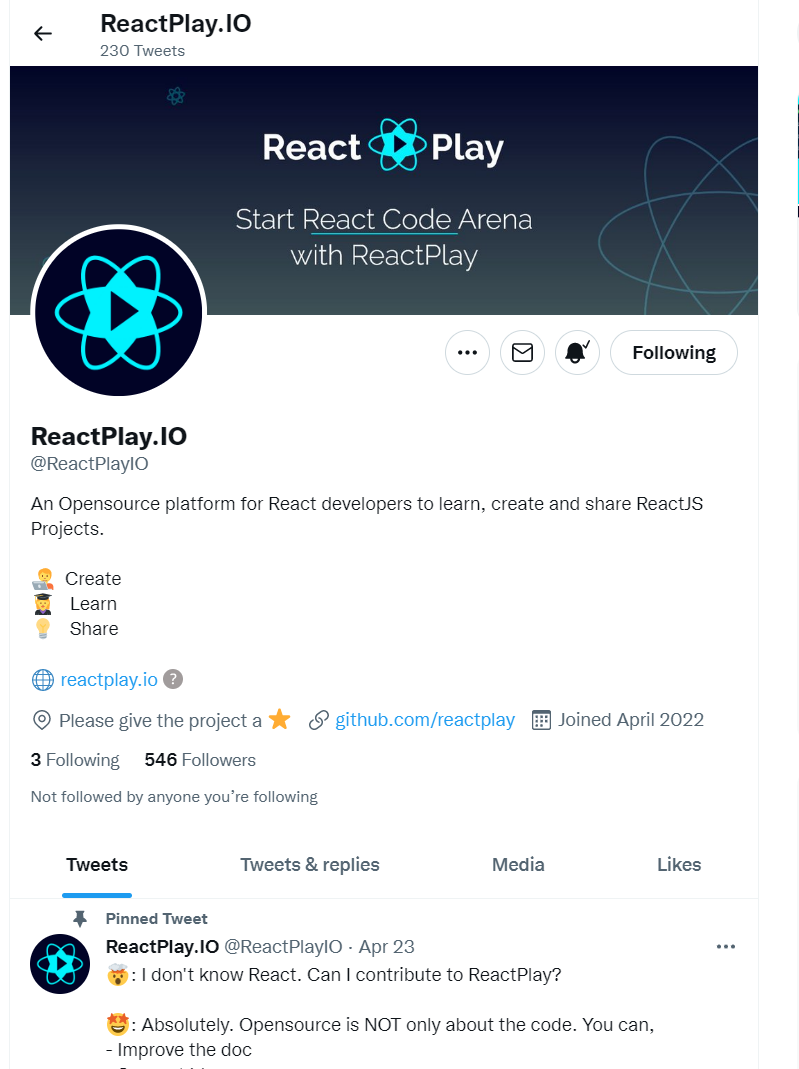 ReactPlay.IO
230 Tweets
React Play
Start React Code Arena
with ReactPlay
Following
ReactPlay.IO
@ReactPlayIO
An Opensource platform for React developers to learn, create and share ReactJS
Projects.
🧑‍💻 Create
👩‍🎓 Learn
💡 Share
reactplay.io ?
Please give the project a ⭐ github.com/reactplay Joined April 2022
3 Following 546 Followers
Not followed by anyone you're following
Tweets Tweets & replies Media Likes
Pinned Tweet
ReactPlay.IO @ReactPlayIO · Apr 23
🤯: I don't know React. Can I contribute to ReactPlay?
🤩: Absolutely. Opensource is NOT only about the code. You can,
- Improve the doc